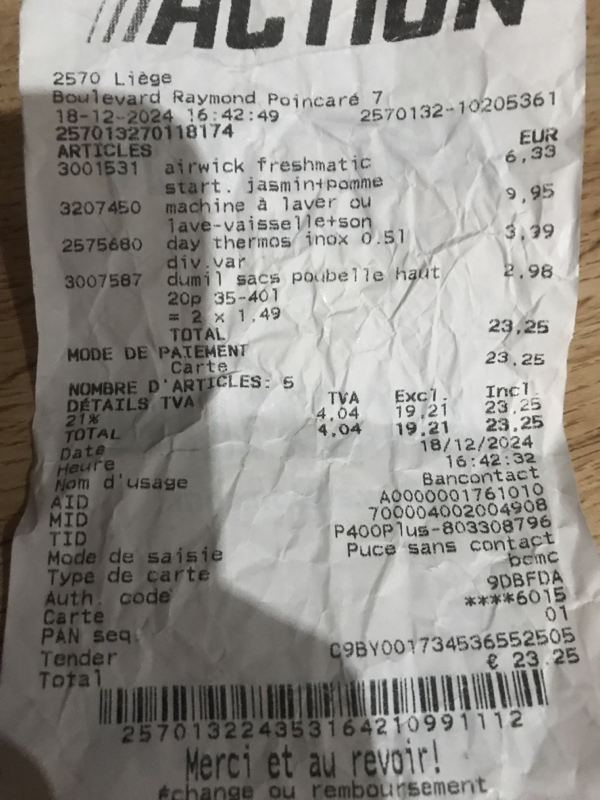 ACTION
2570 Liège
Boulevard Raymond Poincaré 7
18-12-2024 16:42:49 2570132-10205361
257013270118174
ARTICLES EUR
3001531 airwick freshmatic 6,33
start. jasmin+pomme
3207450 machine à laver ou 9,95
lave-vaisselle+son
2575680 day thermos inox 0.5l 3,99
div.var
3007587 dumil sacs poubelle haut 2,98
20p 35-40l
= 2 x 1,49
TOTAL 23,25
MODE DE PAIEMENT
Carte 23,25
NOMBRE D'ARTICLES: 5
DÉTAILS TVA TVA Excl. Incl.
21% 4,04 19,21 23,25
TOTAL 4,04 19,21 23,25
Date 18/12/2024
Heure 16:42:32
Nom d'usage Bancontact
AID A0000001761010
MID 700004002004908
TID P400Plus-803308796
Mode de saisie Puce sans contact
Type de carte bcmc
Auth. code 9DBFDA
Carte ****6015
PAN seq. 01
Tender C9BY001734536552505
Total € 23.25
25701322435316421099 1112
Merci et au revoir!
échange ou remboursement